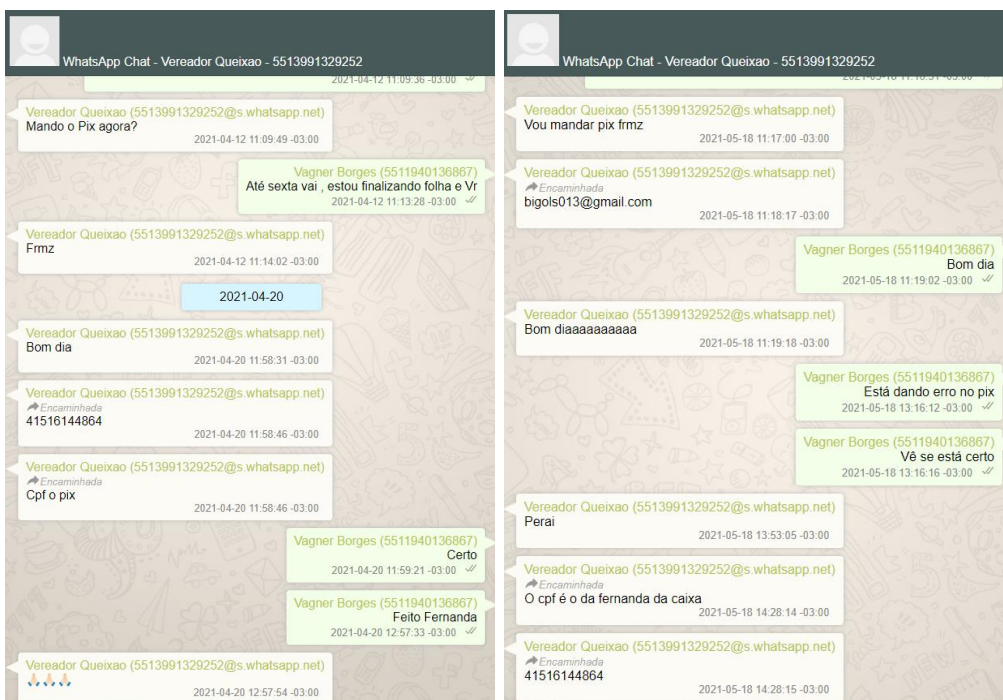 WhatsApp Chat - Vereador Queixao - 5513991329252
2021-04-12 11:09:36 -03:00
Vereador Queixao (5513991329252@s.whatsapp.net)
Mando o Pix agora?
2021-04-12 11:09:49 -03:00
Vagner Borges (5511940136867)
Até sexta vai , estou finalizando folha e Vr
2021-04-12 11:13:28 -03:00
Vereador Queixao (5513991329252@s.whatsapp.net)
Frmz
2021-04-12 11:14:02 -03:00
2021-04-20
Vereador Queixao (5513991329252@s.whatsapp.net)
Bom dia
2021-04-20 11:58:31 -03:00
Vereador Queixao (5513991329252@s.whatsapp.net)
Encaminhada
41516144864
2021-04-20 11:58:46 -03:00
Vereador Queixao (5513991329252@s.whatsapp.net)
Encaminhada
Cpf o pix
2021-04-20 11:58:46 -03:00
Vagner Borges (5511940136867)
Certo
2021-04-20 11:59:21 -03:00
Vagner Borges (5511940136867)
Feito Fernanda
2021-04-20 12:57:33 -03:00
Vereador Queixao (5513991329252@s.whatsapp.net)
🙏🏻🙏🏻🙏🏻
2021-04-20 12:57:54 -03:00
WhatsApp Chat - Vereador Queixao - 5513991329252
Vereador Queixao (5513991329252@s.whatsapp.net)
Vou mandar pix frmz
2021-05-18 11:17:00 -03:00
Vereador Queixao (5513991329252@s.whatsapp.net)
Encaminhada
bigols013@gmail.com
2021-05-18 11:18:17 -03:00
Vagner Borges (5511940136867)
Bom dia
2021-05-18 11:19:02 -03:00
Vereador Queixao (5513991329252@s.whatsapp.net)
Bom diaaaaaaaaaa
2021-05-18 11:19:18 -03:00
Vagner Borges (5511940136867)
Está dando erro no pix
2021-05-18 13:16:12 -03:00
Vagner Borges (5511940136867)
Vê se está certo
2021-05-18 13:16:16 -03:00
Vereador Queixao (5513991329252@s.whatsapp.net)
Perai
2021-05-18 13:53:05 -03:00
Vereador Queixao (5513991329252@s.whatsapp.net)
Encaminhada
O cpf é o da fernanda da caixa
2021-05-18 14:28:14 -03:00
Vereador Queixao (5513991329252@s.whatsapp.net)
Encaminhada
41516144864
2021-05-18 14:28:15 -03:00